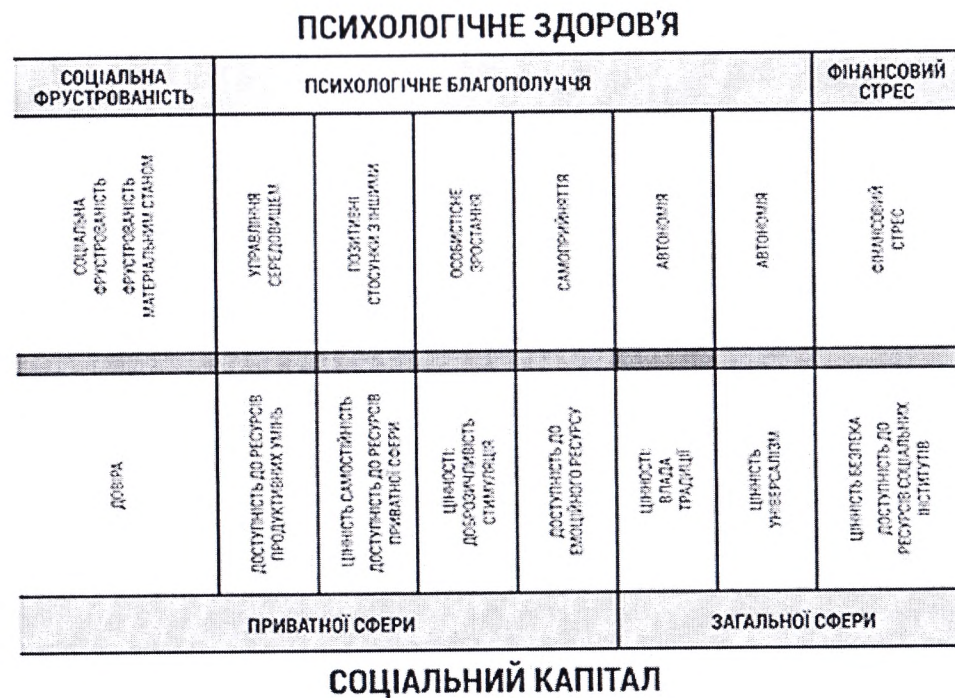 ПСИХОЛОГІЧНЕ ЗДОРОВ'Я
СОЦІАЛЬНА
ФРУСТРОВАНІСТЬ
ПСИХОЛОГІЧНЕ БЛАГОПОЛУЧЧЯ
ФІНАНСОВИЙ
СТРЕС
СОЦІАЛЬНА
ФРУСТРОВАНІСТЬ
ФРУСТРОВАНІСТЬ
МАТЕРІАЛЬНИМ СТАНОМ
УПРАВЛІННЯ
СЕРЕДОВИЩЕМ
ПОЗИТИВНІ
СТОСУНКИ З ІНШИМИ
ОСОБИСТІСНЕ
ЗРОСТАННЯ
САМОПРИЙНЯТТЯ
АВТОНОМІЯ
АВТОНОМІЯ
ФІНАНСОВИЙ
СТРЕС
ДОВІРА
ДОСТУПНІСТЬ ДО РЕСУРСІВ
ПРОДУКТИВНИХ УМІНЬ
ЦІННІСТЬ САМОСТІЙНІСТЬ
ДОСТУПНІСТЬ ДО РЕСУРСІВ
ПРИВАТНОЇ СФЕРИ
ЦІННОСТІ:
ДОБРОЗИЧЛИВІСТЬ
СТИМУЛЯЦІЯ
ДОСТУПНІСТЬ ДО
ЕМОЦІЙНОГО РЕСУРСУ
ЦІННОСТІ:
ВЛАДА
ТРАДИЦІЇ
ЦІННІСТЬ
УНІВЕРСАЛІЗМ
ЦІННІСТЬ БЕЗПЕКА
ДОСТУПНІСТЬ ДО
РЕСУРСІВ СОЦІАЛЬНИХ
ІНСТИТУТІВ
ПРИВАТНОЇ СФЕРИ
ЗАГАЛЬНОЇ СФЕРИ
СОЦІАЛЬНИЙ КАПІТАЛ